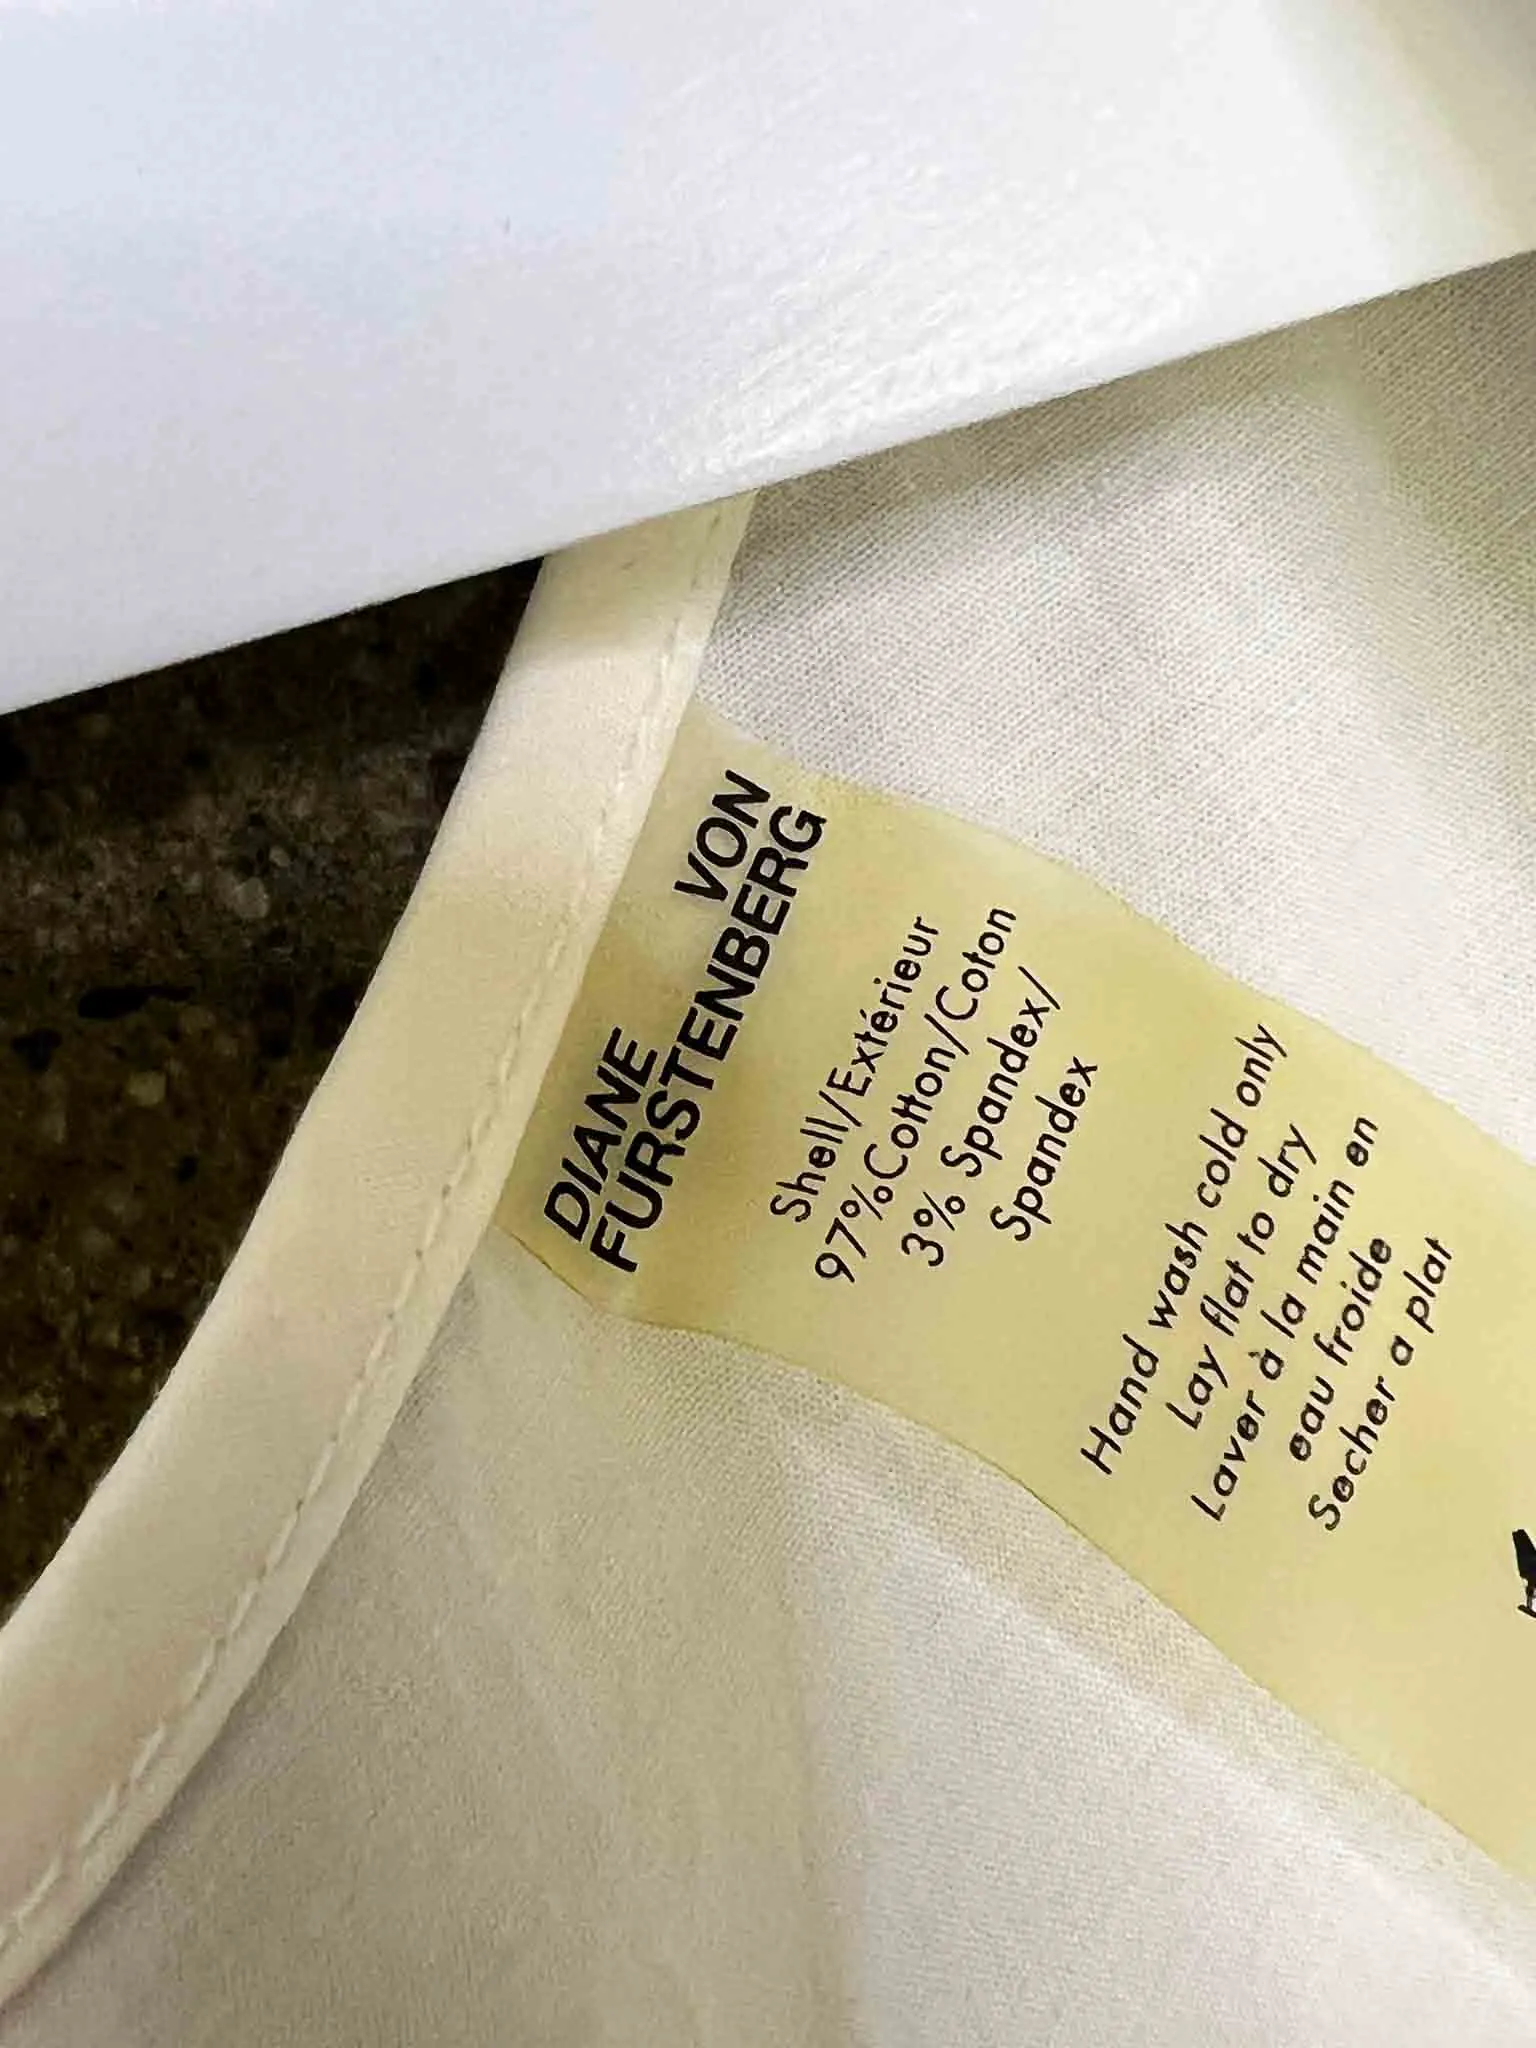 DIANE VON
FURSTENBERG
Shell/Extérieur
97%Cotton/Coton
3% Spandex/
Spandex
Hand wash cold only
Lay flat to dry
Laver à la main en
eau froide
Secher a plat